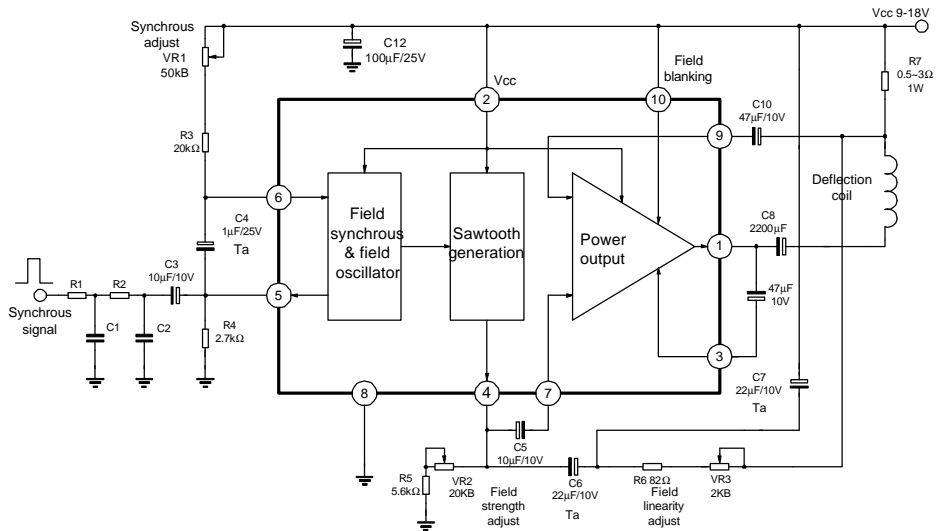 Vcc 9-18V
Synchrous
adjust
VR1
50kB
C12
100μF/25V
Vcc
Field
blanking
R7
0.5~3Ω
1W
2
10
C10
47μF/10V
9
R3
20kΩ
Deflection
coil
6
C4
1μF/25V
Ta
Field
synchrous
& field
oscillator
Sawtooth
generation
Power
output
1
C8
2200μF
C3
10μF/10V
R1
R2
5
Synchrous
signal
C1
C2
R4
2.7kΩ
47μF
10V
3
C7
22μF/10V
Ta
8
4
7
C5
10μF/10V
R5
5.6kΩ
VR2
20KB
Field
strength
adjust
C6
22μF/10V
Ta
R6 82Ω
Field
linearity
adjust
VR3
2KB